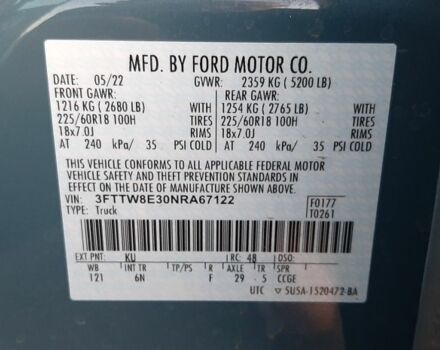 MFD. BY FORD MOTOR CO.
DATE: 05/22 GVWR: 2359 KG ( 5200 LB)
FRONT GAWR: REAR GAWR:
1216 KG ( 2680 LB) 1254 KG ( 2765 LB)
225/60R18 100H TIRES 225/60R18 100H TIRES
18x7.0J RIMS 18x7.0J RIMS
AT 240 kPa/ 35 PSI COLD AT 240 kPa/ 35 PSI COLD
THIS VEHICLE CONFORMS TO ALL APPLICABLE FEDERAL MOTOR
VEHICLE SAFETY AND THEFT PREVENTION STANDARDS IN
EFFECT ON THE DATE OF MANUFACTURE SHOWN ABOVE.
VIN: 3FTTW8E30NRA67122 F0177
TYPE: Truck T0261
EXT PNT: KU RC: 48 DSO:
WB INT TR TP/PS R AXLE TR SPR
121 6N F 29 5 CCGE
UTC 5U5A-1520472-BA